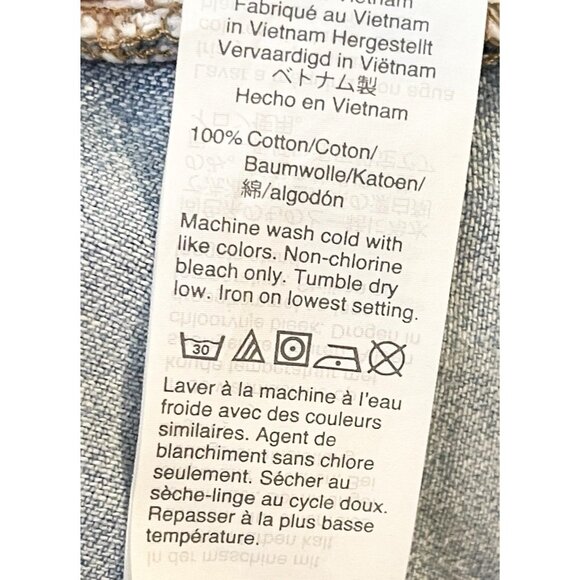 Vietnam
Fabriqué au Vietnam
in Vietnam Hergestellt
Vervaardigd in Viëtnam
ベトナム製
Hecho en Vietnam
100% Cotton/Coton/
Baumwolle/Katoen/
綿/algodón
Machine wash cold with
like colors. Non-chlorine
bleach only. Tumble dry
low. Iron on lowest setting.
30
Laver à la machine à l'eau
froide avec des couleurs
similaires. Agent de
blanchiment sans chlore
seulement. Sécher au
sèche-linge au cycle doux.
Repasser à la plus basse
température.